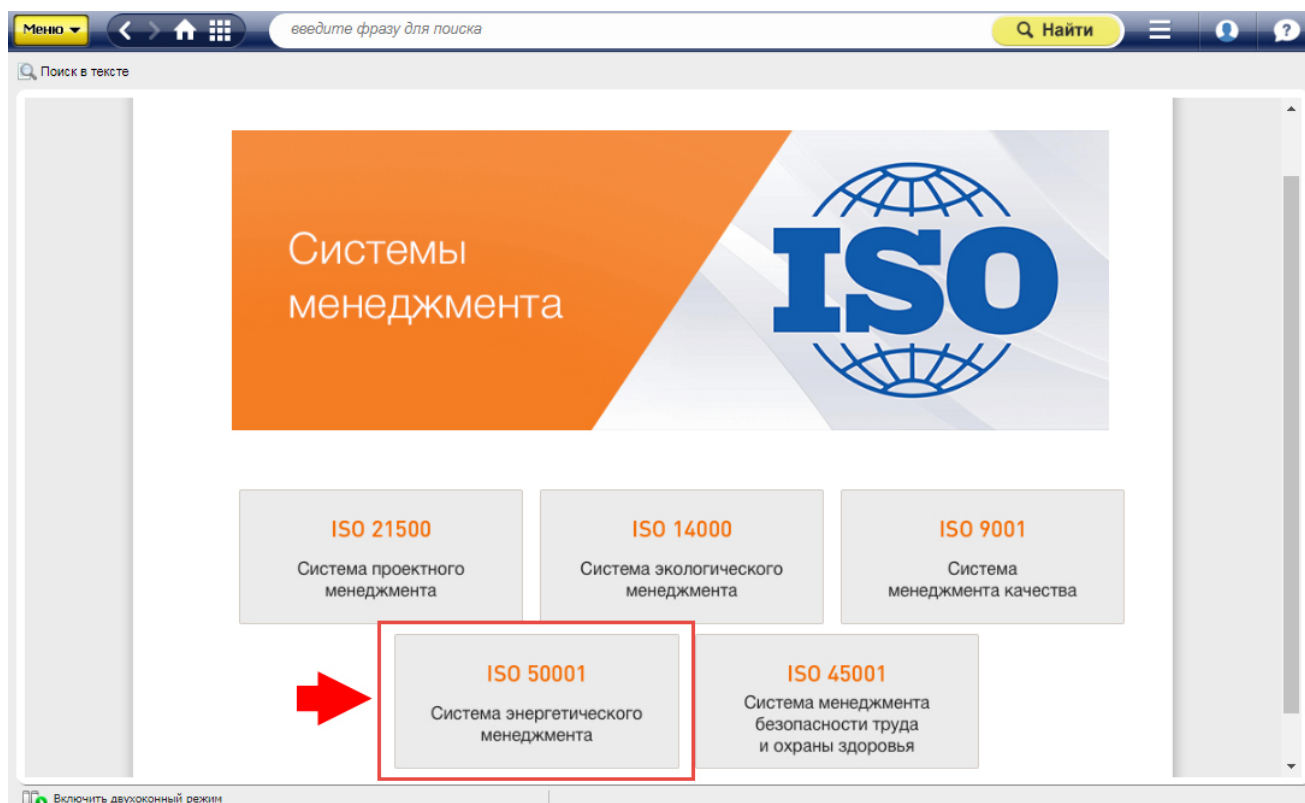 Меню
введите фразу для поиска
Найти
Поиск в тексте
Системы
менеджмента
ISO
ISO 21500
Система проектного
менеджмента
ISO 14000
Система экологического
менеджмента
ISO 9001
Система
менеджмента качества
ISO 50001
Система энергетического
менеджмента
ISO 45001
Система менеджмента
безопасности труда
и охраны здоровья
Включить двухоконный режим